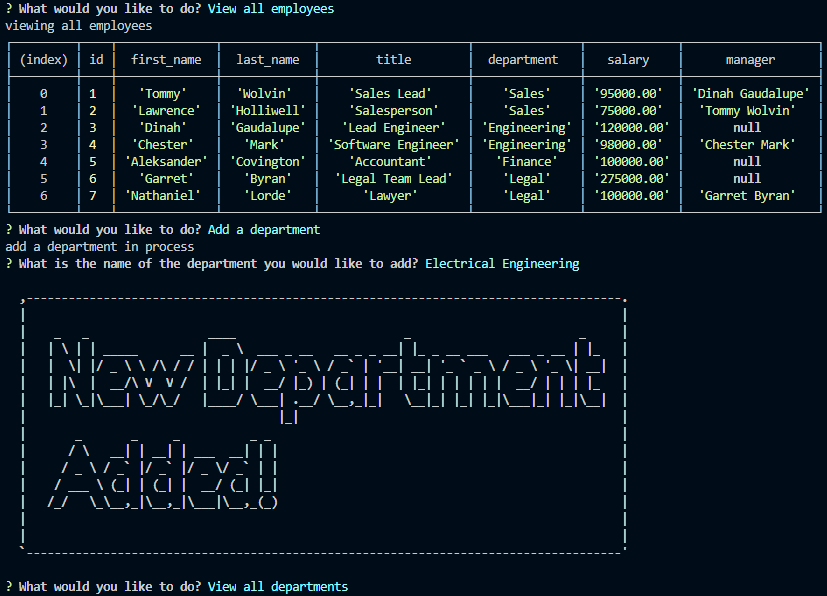 ? What would you like to do? View all employees
viewing all employees
(index) id first_name last_name title department salary manager
0 1 'Tommy' 'Wolvin' 'Sales Lead' 'Sales' '95000.00' 'Dinah Gaudalupe'
1 2 'Lawrence' 'Holliwell' 'Salesperson' 'Sales' '75000.00' 'Tommy Wolvin'
2 3 'Dinah' 'Gaudalupe' 'Lead Engineer' 'Engineering' '120000.00' null
3 4 'Chester' 'Mark' 'Software Engineer' 'Engineering' '98000.00' 'Chester Mark'
4 5 'Aleksander' 'Covington' 'Accountant' 'Finance' '100000.00' null
5 6 'Garret' 'Byran' 'Legal Team Lead' 'Legal' '275000.00' null
6 7 'Nathaniel' 'Lorde' 'Lawyer' 'Legal' '100000.00' 'Garret Byran'
? What would you like to do? Add a department
add a department in process
? What is the name of the department you would like to add? Electrical Engineering
New Department
Added!
? What would you like to do? View all departments